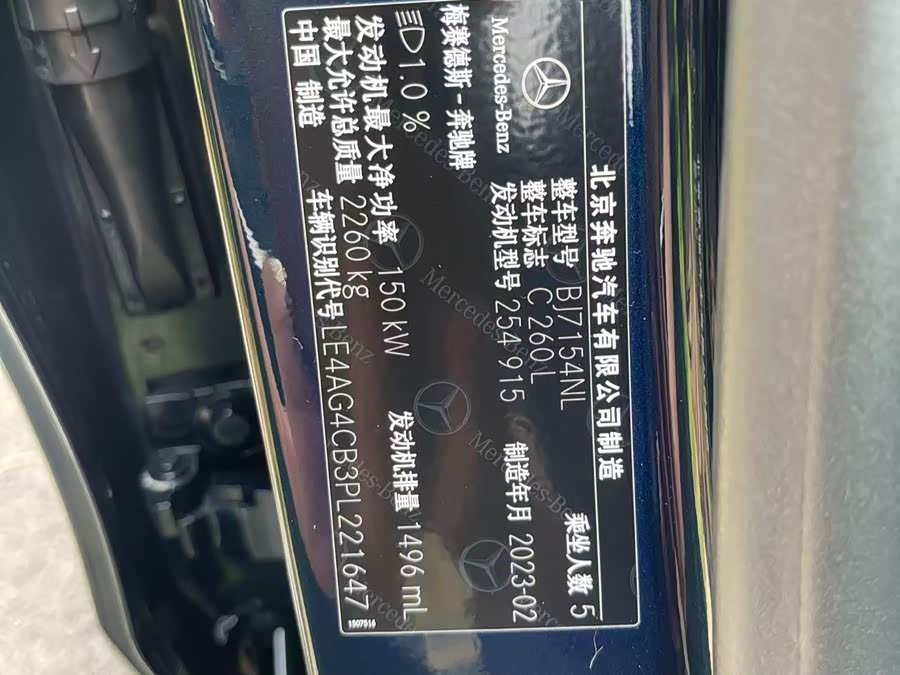 北京奔驰汽车有限公司制造
Mercedes-Benz
梅赛德斯-奔驰牌
整车型号 BJ7154NL 乘坐人数 5
整车标志 C 260 L
发动机型号 254 915 制造年月 2023-02
1.0 %
发动机最大净功率 150 kW 发动机排量 1496 mL
最大允许总质量 2260 kg
中国 制造 车辆识别代号 LE4AG4CB3PL221647
1507516